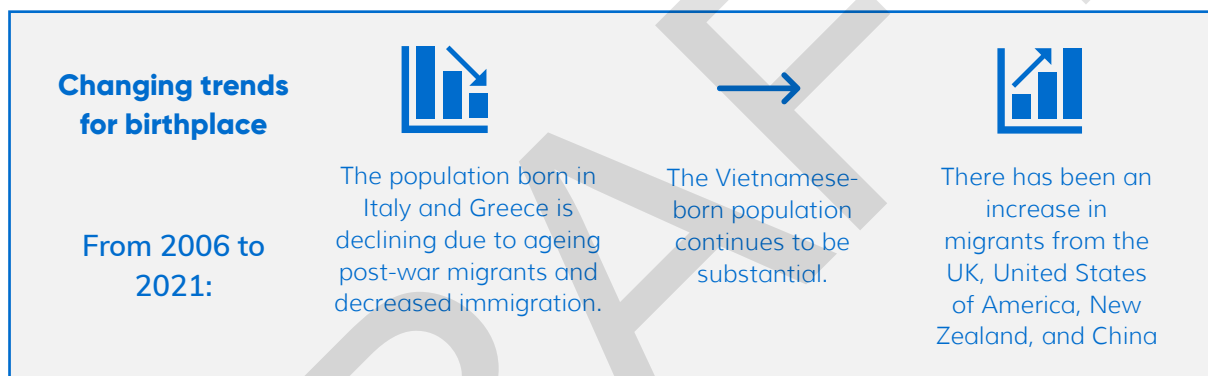 Changing trends
for birthplace
From 2006 to
2021:
The population born in
Italy and Greece is
declining due to ageing
post-war migrants and
decreased immigration.
The Vietnamese-
born population
continues to be
substantial.
There has been an
increase in
migrants from the
UK, United States
of America, New
Zealand, and China